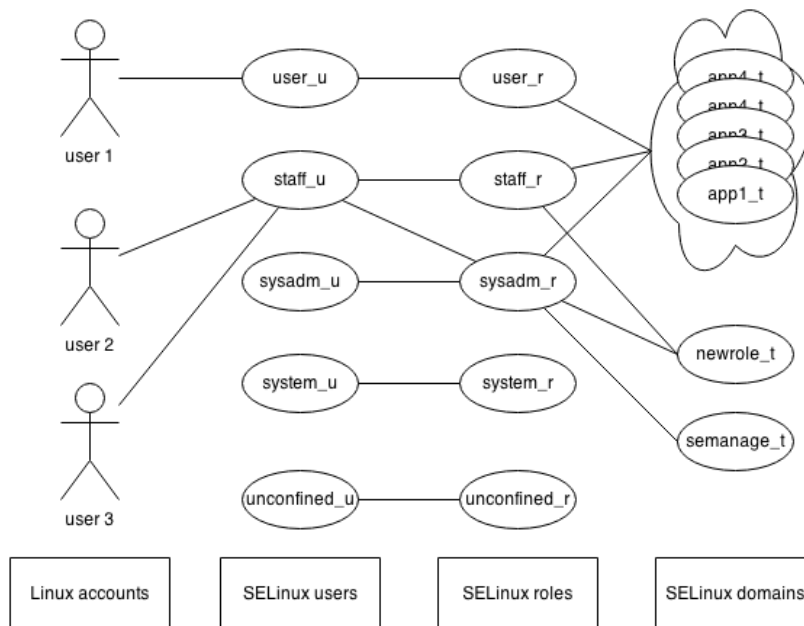 user_u
user_r
app4_t
app4_t
app3_t
app2_t
app1_t
user 1
staff_u
staff_r
sysadm_u
sysadm_r
user 2
newrole_t
system_u
system_r
semanage_t
user 3
unconfined_u
unconfined_r
Linux accounts
SELinux users
SELinux roles
SELinux domains